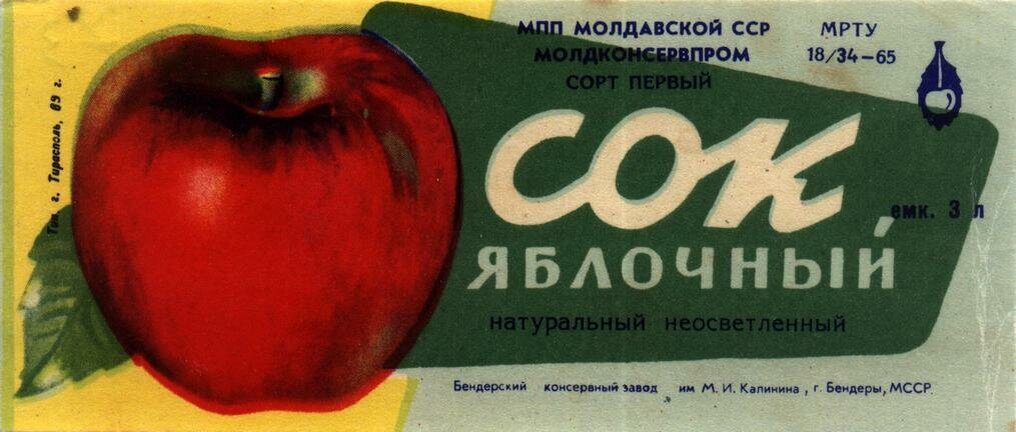 МПП МОЛДАВСКОЙ ССР
МОЛДКОНСЕРВПРОМ
СОРТ ПЕРВЫЙ
МРТУ
18/34-65
СОК
емк. 3 л
ЯБЛОЧНЫЙ
натуральный неосветленный
Бендерский консервный завод им М. И. Калинина, г. Бендеры, МССР.
Тип. г. Тирасполь, 69 г.